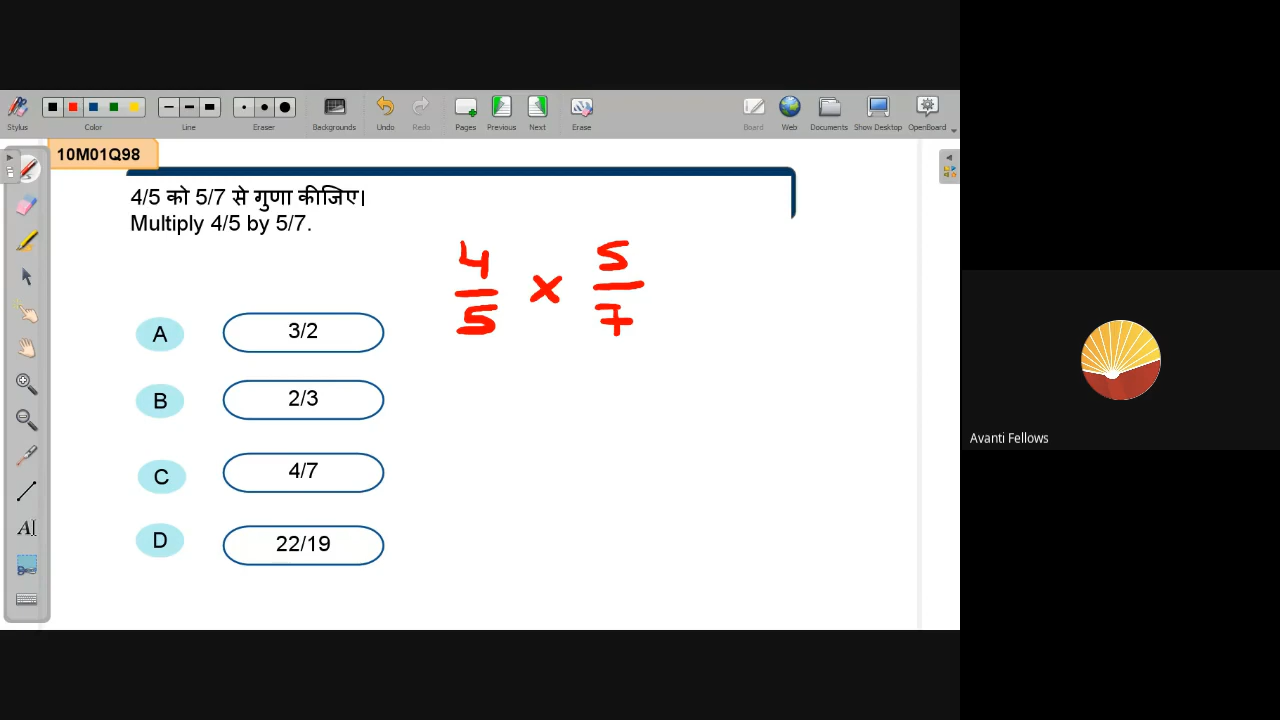 Stylus
Color
Line
Eraser
Backgrounds
Undo
Redo
Pages
Previous
Next
Erase
Board
Web
Documents
Show Desktop
OpenBoard
10M01Q98
4/5 को 5/7 से गुणा कीजिए।
Multiply 4/5 by 5/7.
4/5 × 5/7
A 3/2
B 2/3
C 4/7
D 22/19
AI
Avanti Fellows